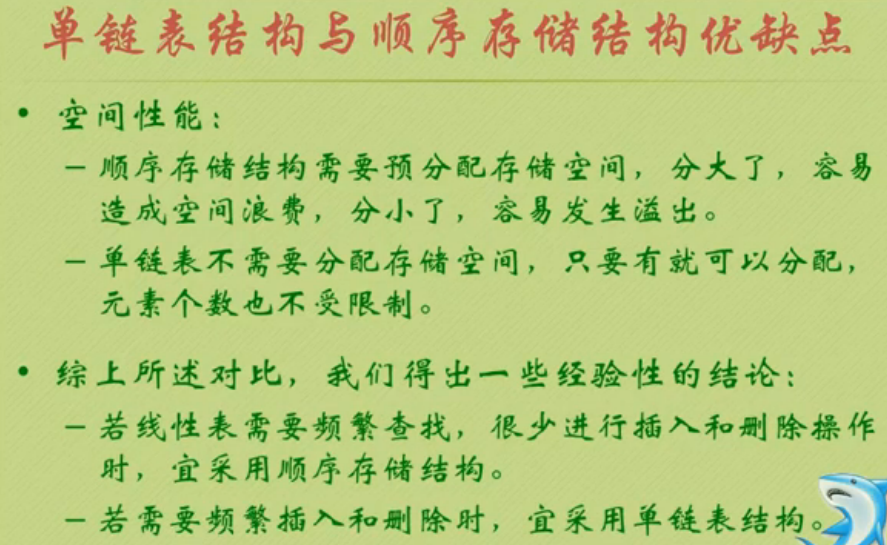 单链表结构与顺序存储结构优缺点
• 空间性能：
– 顺序存储结构需要预分配存储空间，分大了，容易
造成空间浪费，分小了，容易发生溢出。
– 单链表不需要分配存储空间，只要有就可以分配，
元素个数也不受限制。
• 综上所述对比，我们得出一些经验性的结论：
– 若线性表需要频繁查找，很少进行插入和删除操作
时，宜采用顺序存储结构。
– 若需要频繁插入和删除时，宜采用单链表结构。